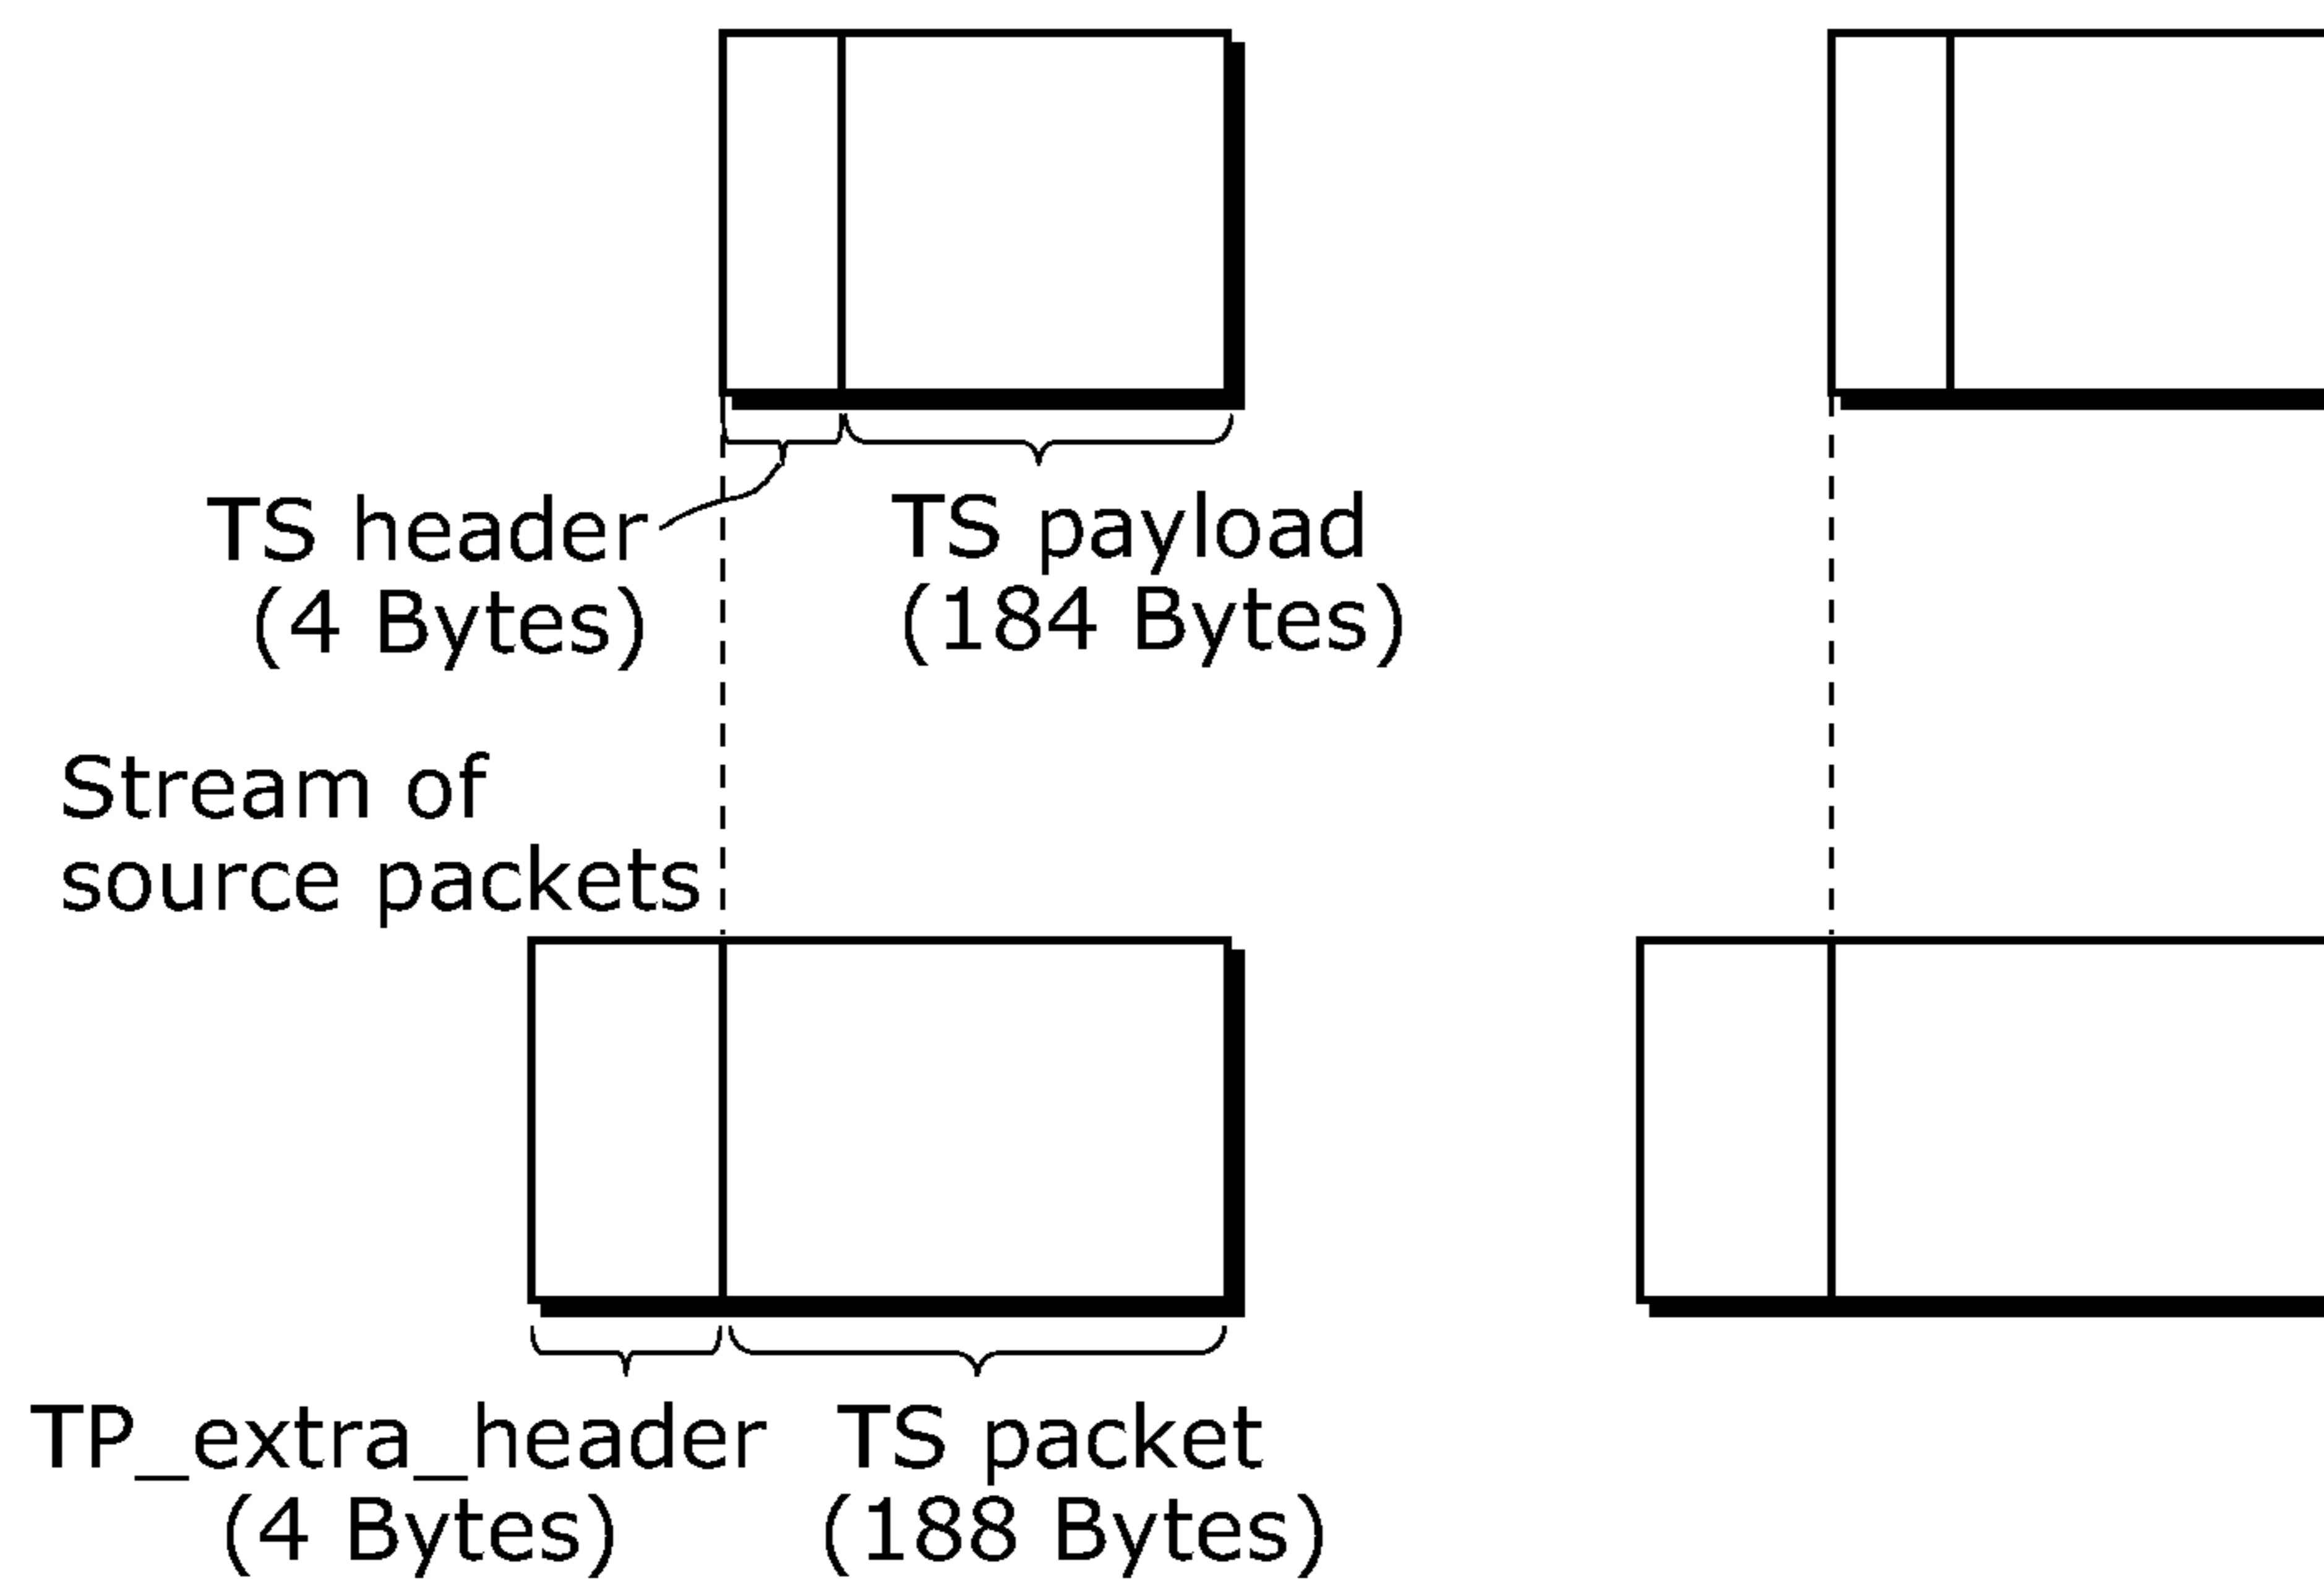 TS header
(4 Bytes)
TS payload
(184 Bytes)
Stream of
source packets
TP_extra_header
(4 Bytes)
TS packet
(188 Bytes)